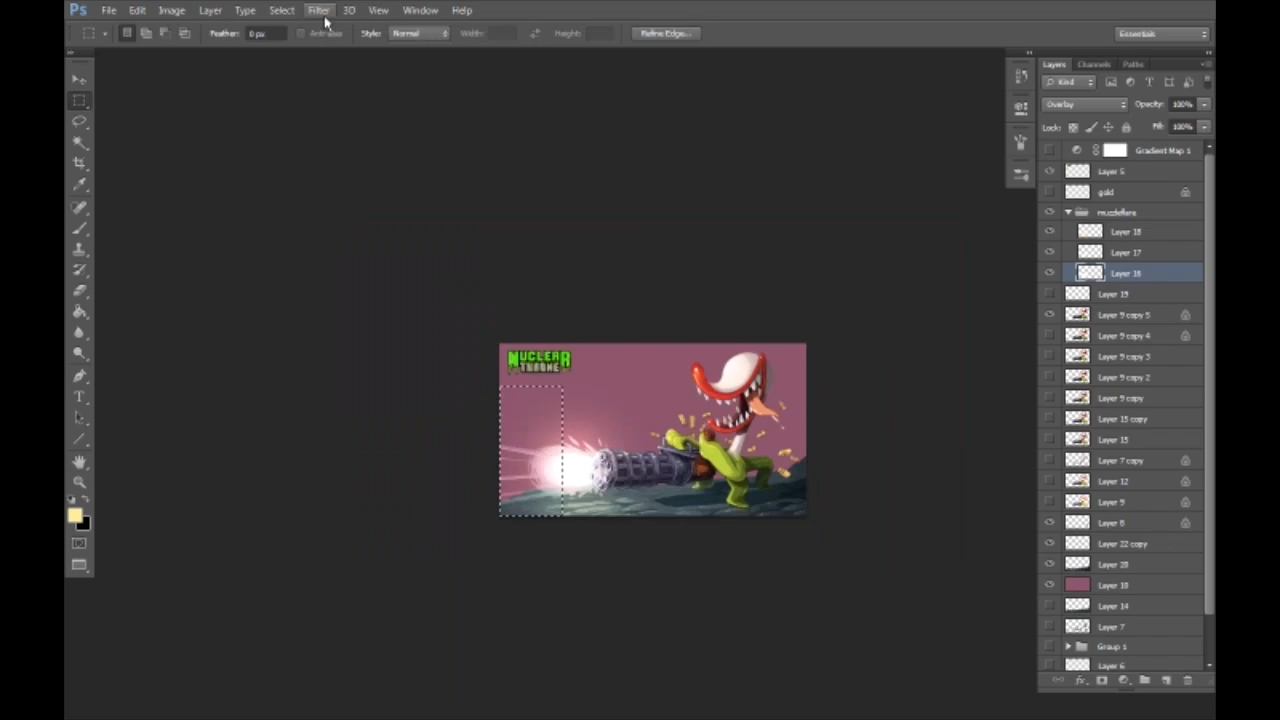 Ps File Edit Image Layer Type Select Filter 3D View Window Help
Feather: 0 px Anti-alias Style: Normal Width: Height: Refine Edge... Essentials
Layers Channels Paths
Kind
Overlay Opacity: 100%
Lock: Fill: 100%
Gradient Map 1
Layer 5
gold
muzzleflare
Layer 18
Layer 17
Layer 16
Layer 19
Layer 9 copy 5
Layer 9 copy 4
Layer 9 copy 3
Layer 9 copy 2
Layer 9 copy
Layer 15 copy
Layer 15
Layer 7 copy
Layer 12
Layer 9
Layer 8
Layer 22 copy
Layer 20
Layer 10
Layer 14
Layer 7
Group 1
Layer 6
NUCLEAR
THRONE